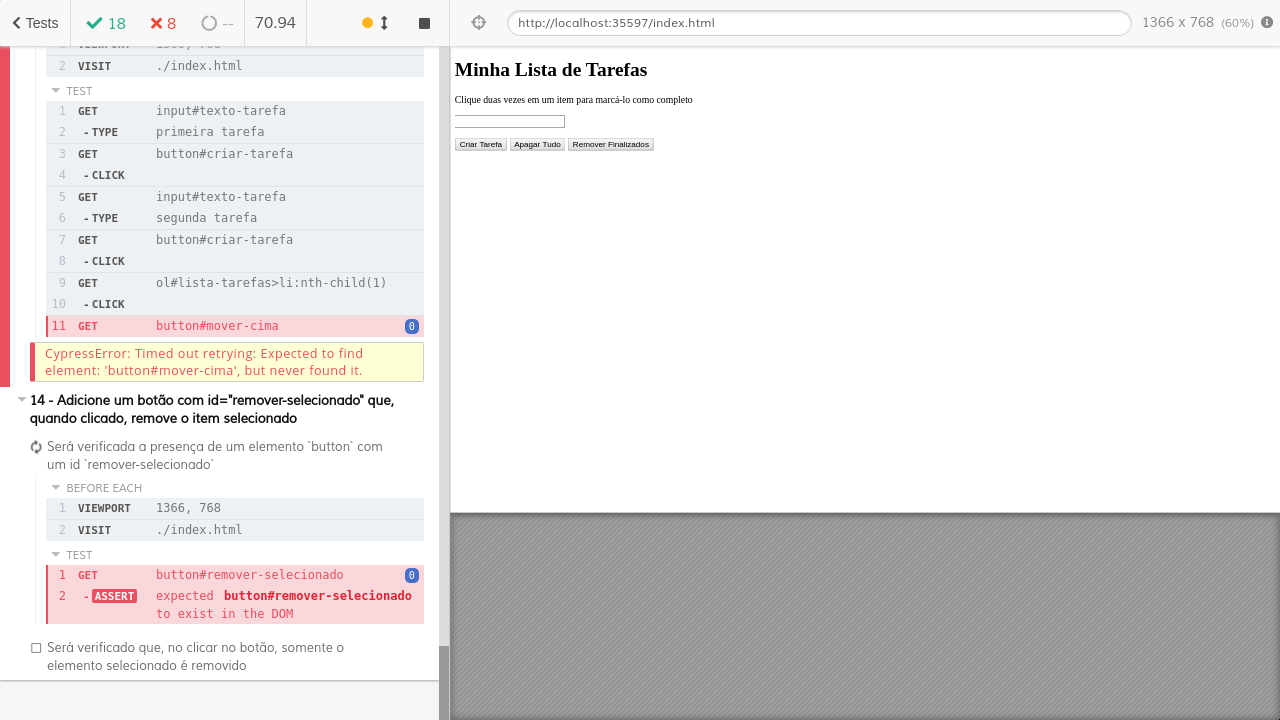 Tests 18 8 -- 70.94
http://localhost:35597/index.html 1366 x 768 (60%)
1 VIEWPORT 1366, 768
2 VISIT ./index.html
TEST
1 GET input#texto-tarefa
2 -TYPE primeira tarefa
3 GET button#criar-tarefa
4 -CLICK
5 GET input#texto-tarefa
6 -TYPE segunda tarefa
7 GET button#criar-tarefa
8 -CLICK
9 GET ol#lista-tarefas>li:nth-child(1)
10 -CLICK
11 GET button#mover-cima 0
CypressError: Timed out retrying: Expected to find
element: 'button#mover-cima', but never found it.
14 - Adicione um botão com id="remover-selecionado" que,
quando clicado, remove o item selecionado
Será verificada a presença de um elemento `button` com
um id `remover-selecionado`
BEFORE EACH
1 VIEWPORT 1366, 768
2 VISIT ./index.html
TEST
1 GET button#remover-selecionado 0
2 -ASSERT expected button#remover-selecionado
to exist in the DOM
Será verificado que, no clicar no botão, somente o
elemento selecionado é removido
Minha Lista de Tarefas
Clique duas vezes em um item para marcá-lo como completo
Criar Tarefa Apagar Tudo Remover Finalizados